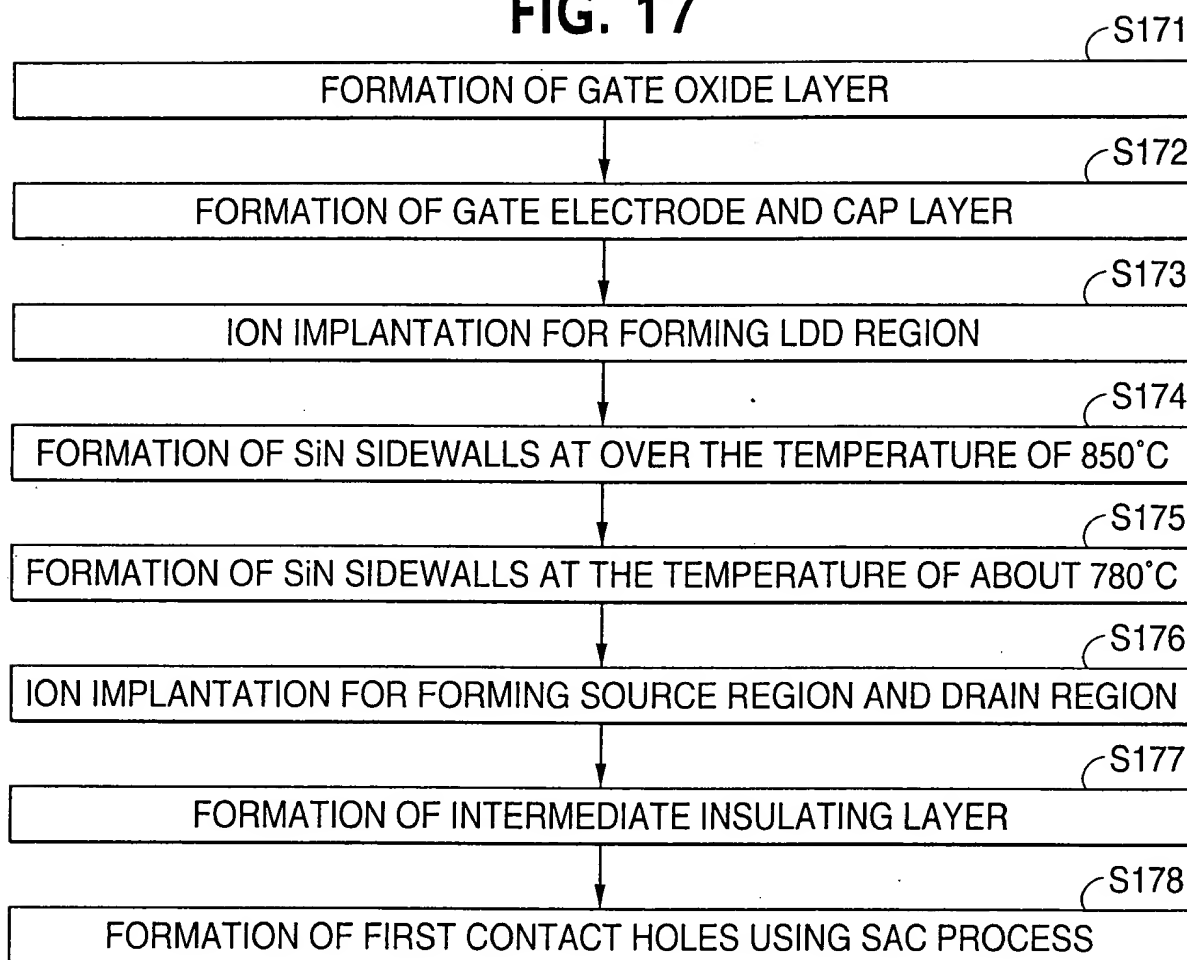 FIG. 17
S171
FORMATION OF GATE OXIDE LAYER
S172
FORMATION OF GATE ELECTRODE AND CAP LAYER
S173
ION IMPLANTATION FOR FORMING LDD REGION
S174
FORMATION OF SiN SIDEWALLS AT OVER THE TEMPERATURE OF 850°C
S175
FORMATION OF SiN SIDEWALLS AT THE TEMPERATURE OF ABOUT 780°C
S176
ION IMPLANTATION FOR FORMING SOURCE REGION AND DRAIN REGION
S177
FORMATION OF INTERMEDIATE INSULATING LAYER
S178
FORMATION OF FIRST CONTACT HOLES USING SAC PROCESS